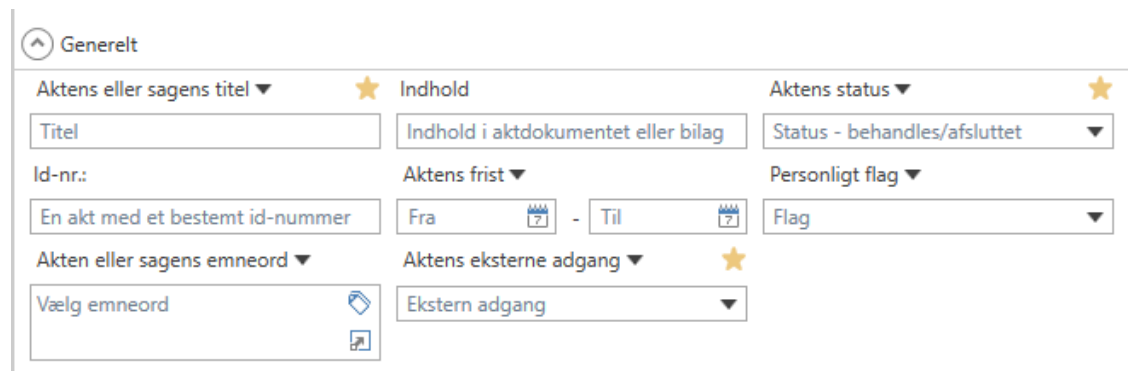 Generelt
Aktens eller sagens titel
Indhold
Aktens status
Titel
Indhold i aktdokumentet eller bilag
Status - behandles/afsluttet
Id-nr.:
Aktens frist
Personligt flag
En akt med et bestemt id-nummer
Fra 7 - Til 7
Flag
Akten eller sagens emneord
Aktens eksterne adgang
Vælg emneord
Ekstern adgang